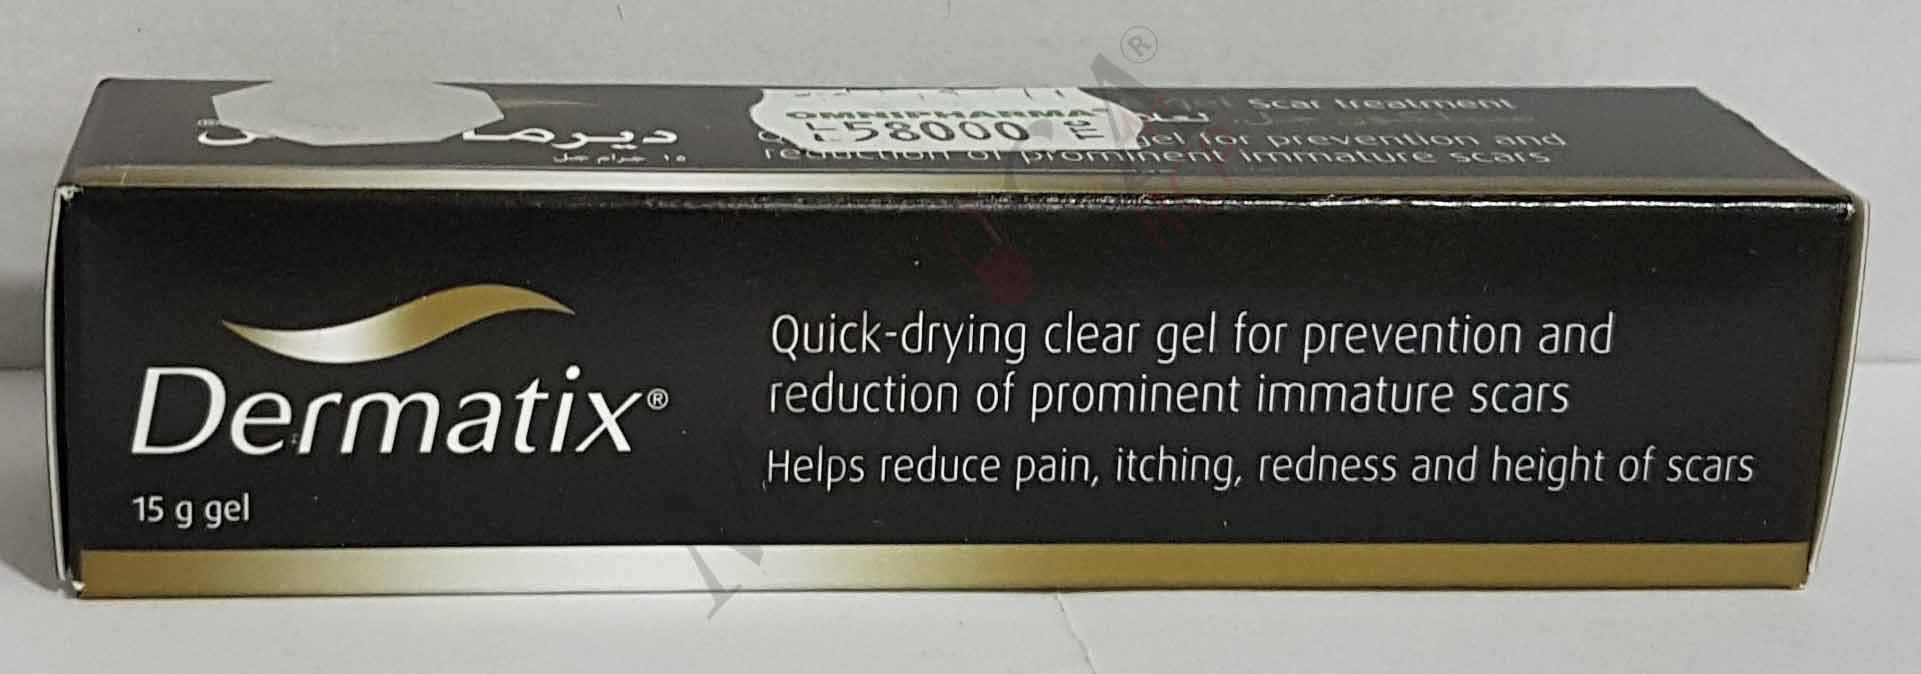 Scar treatment
OMNIPHARMA
58000
gel for prevention and
reduction of prominent immature scars
١٥ جرام جل
Dermatix®
15 g gel
Quick-drying clear gel for prevention and
reduction of prominent immature scars
Helps reduce pain, itching, redness and height of scars